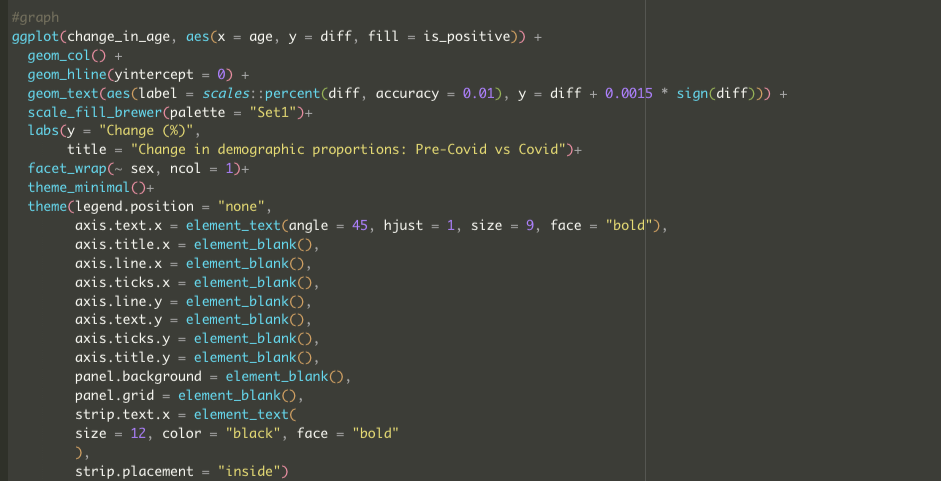 #graph
ggplot(change_in_age, aes(x = age, y = diff, fill = is_positive)) +
  geom_col() +
  geom_hline(yintercept = 0) +
  geom_text(aes(label = scales::percent(diff, accuracy = 0.01), y = diff + 0.0015 * sign(diff))) +
  scale_fill_brewer(palette = "Set1")+
  labs(y = "Change (%)",
       title = "Change in demographic proportions: Pre-Covid vs Covid")+
  facet_wrap(~ sex, ncol = 1)+
  theme_minimal()+
  theme(legend.position = "none",
        axis.text.x = element_text(angle = 45, hjust = 1, size = 9, face = "bold"),
        axis.title.x = element_blank(),
        axis.line.x = element_blank(),
        axis.ticks.x = element_blank(),
        axis.line.y = element_blank(),
        axis.text.y = element_blank(),
        axis.ticks.y = element_blank(),
        axis.title.y = element_blank(),
        panel.background = element_blank(),
        panel.grid = element_blank(),
        strip.text.x = element_text(
        size = 12, color = "black", face = "bold"
        ),
        strip.placement = "inside")